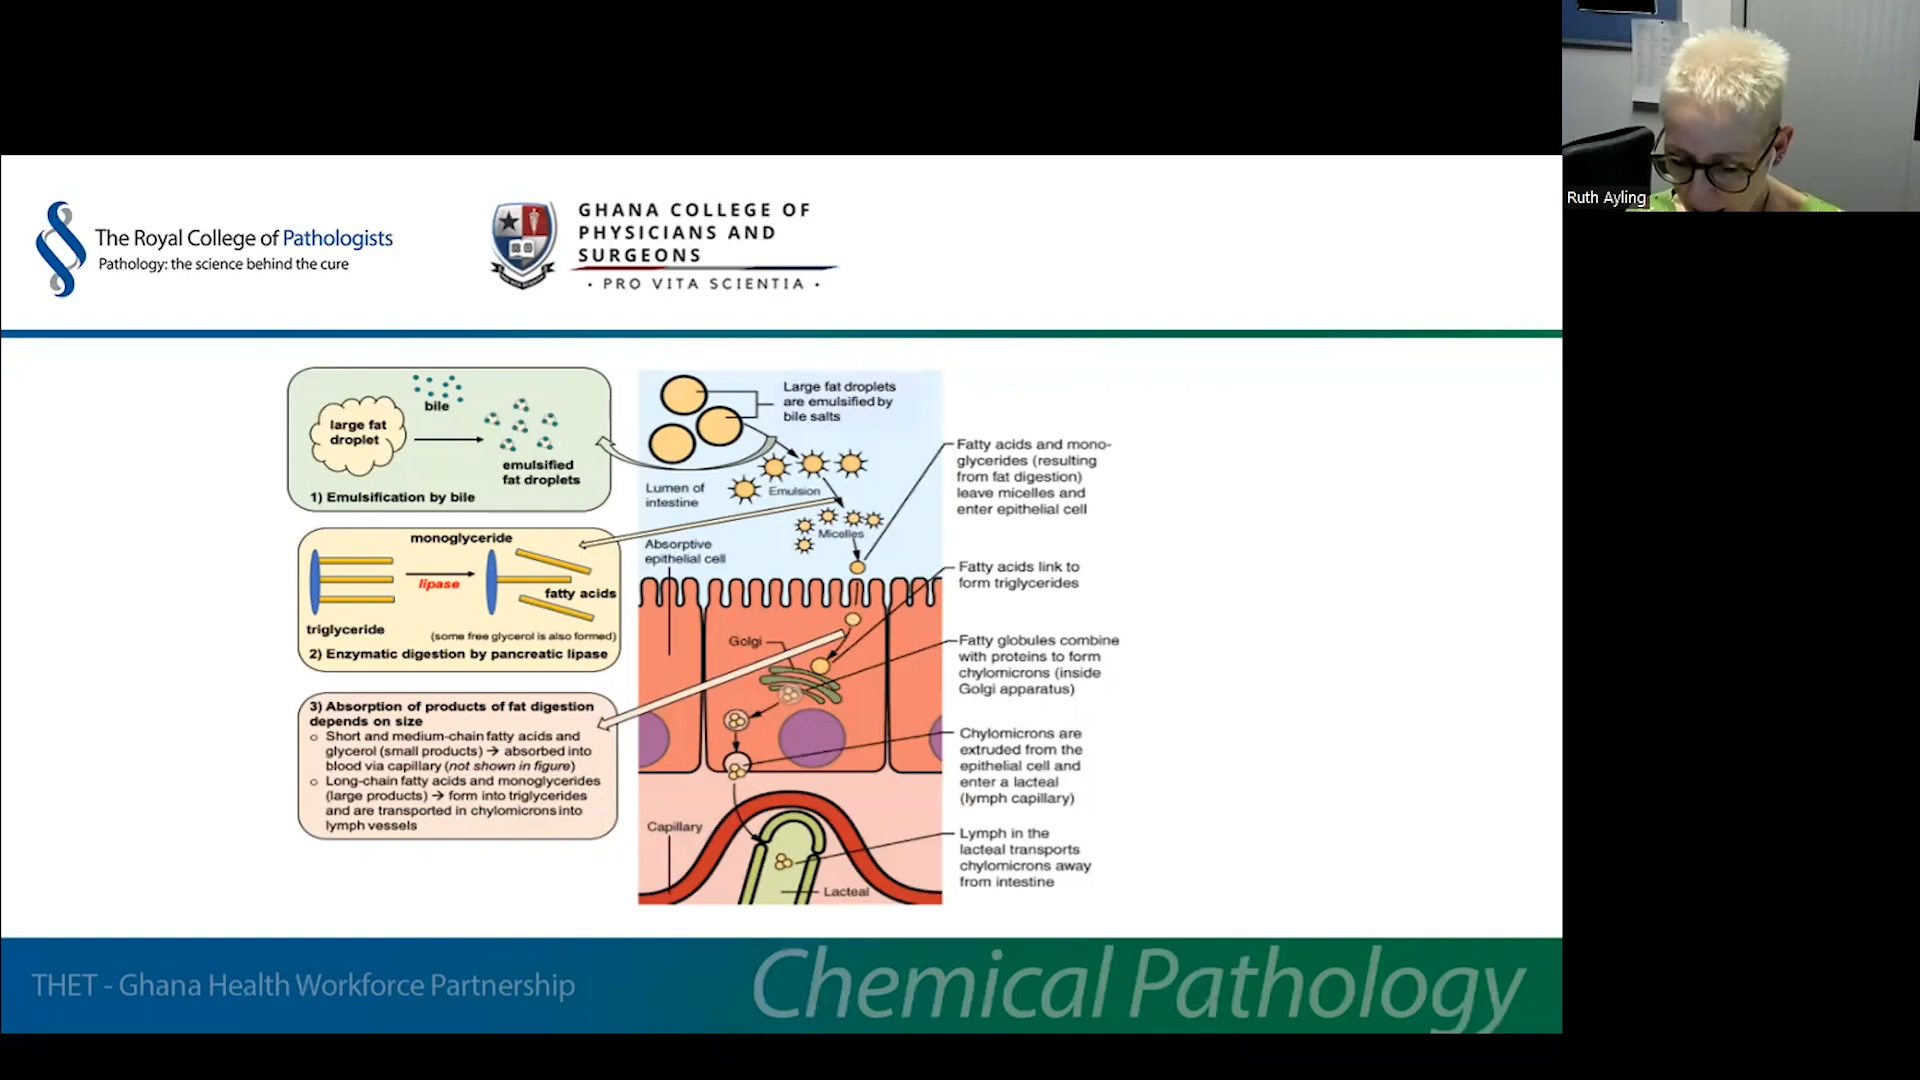 The Royal College of Pathologists
Pathology: the science behind the cure
GHANA COLLEGE OF
PHYSICIANS AND
SURGEONS
· PRO VITA SCIENTIA ·
Ruth Ayling
bile
large fat
droplet
emulsified
fat droplets
1) Emulsification by bile
monoglyceride
lipase
fatty acids
triglyceride
(some free glycerol is also formed)
2) Enzymatic digestion by pancreatic lipase
3) Absorption of products of fat digestion
depends on size
o Short and medium-chain fatty acids and
glycerol (small products) → absorbed into
blood via capillary (not shown in figure)
o Long-chain fatty acids and monoglycerides
(large products) → form into triglycerides
and are transported in chylomicrons into
lymph vessels
Large fat droplets
are emulsified by
bile salts
Lumen of
intestine
Emulsion
Micelles
Absorptive
epithelial cell
Golgi
Capillary
Lacteal
Fatty acids and mono-
glycerides (resulting
from fat digestion)
leave micelles and
enter epithelial cell
Fatty acids link to
form triglycerides
Fatty globules combine
with proteins to form
chylomicrons (inside
Golgi apparatus)
Chylomicrons are
extruded from the
epithelial cell and
enter a lacteal
(lymph capillary)
Lymph in the
lacteal transports
chylomicrons away
from intestine
THET - Ghana Health Workforce Partnership
Chemical Pathology